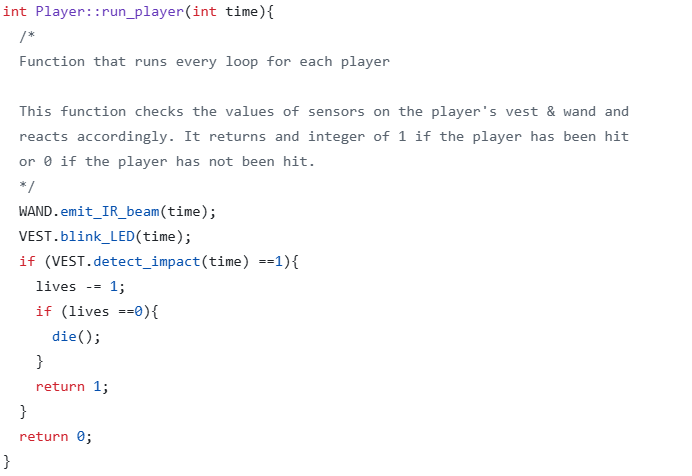 int Player::run_player(int time){
  /*
  Function that runs every loop for each player

  This function checks the values of sensors on the player's vest & wand and
  reacts accordingly. It returns and integer of 1 if the player has been hit
  or 0 if the player has not been hit.
  */
  WAND.emit_IR_beam(time);
  VEST.blink_LED(time);
  if (VEST.detect_impact(time) ==1){
    lives -= 1;
    if (lives ==0){
      die();
    }
    return 1;
  }
  return 0;
}